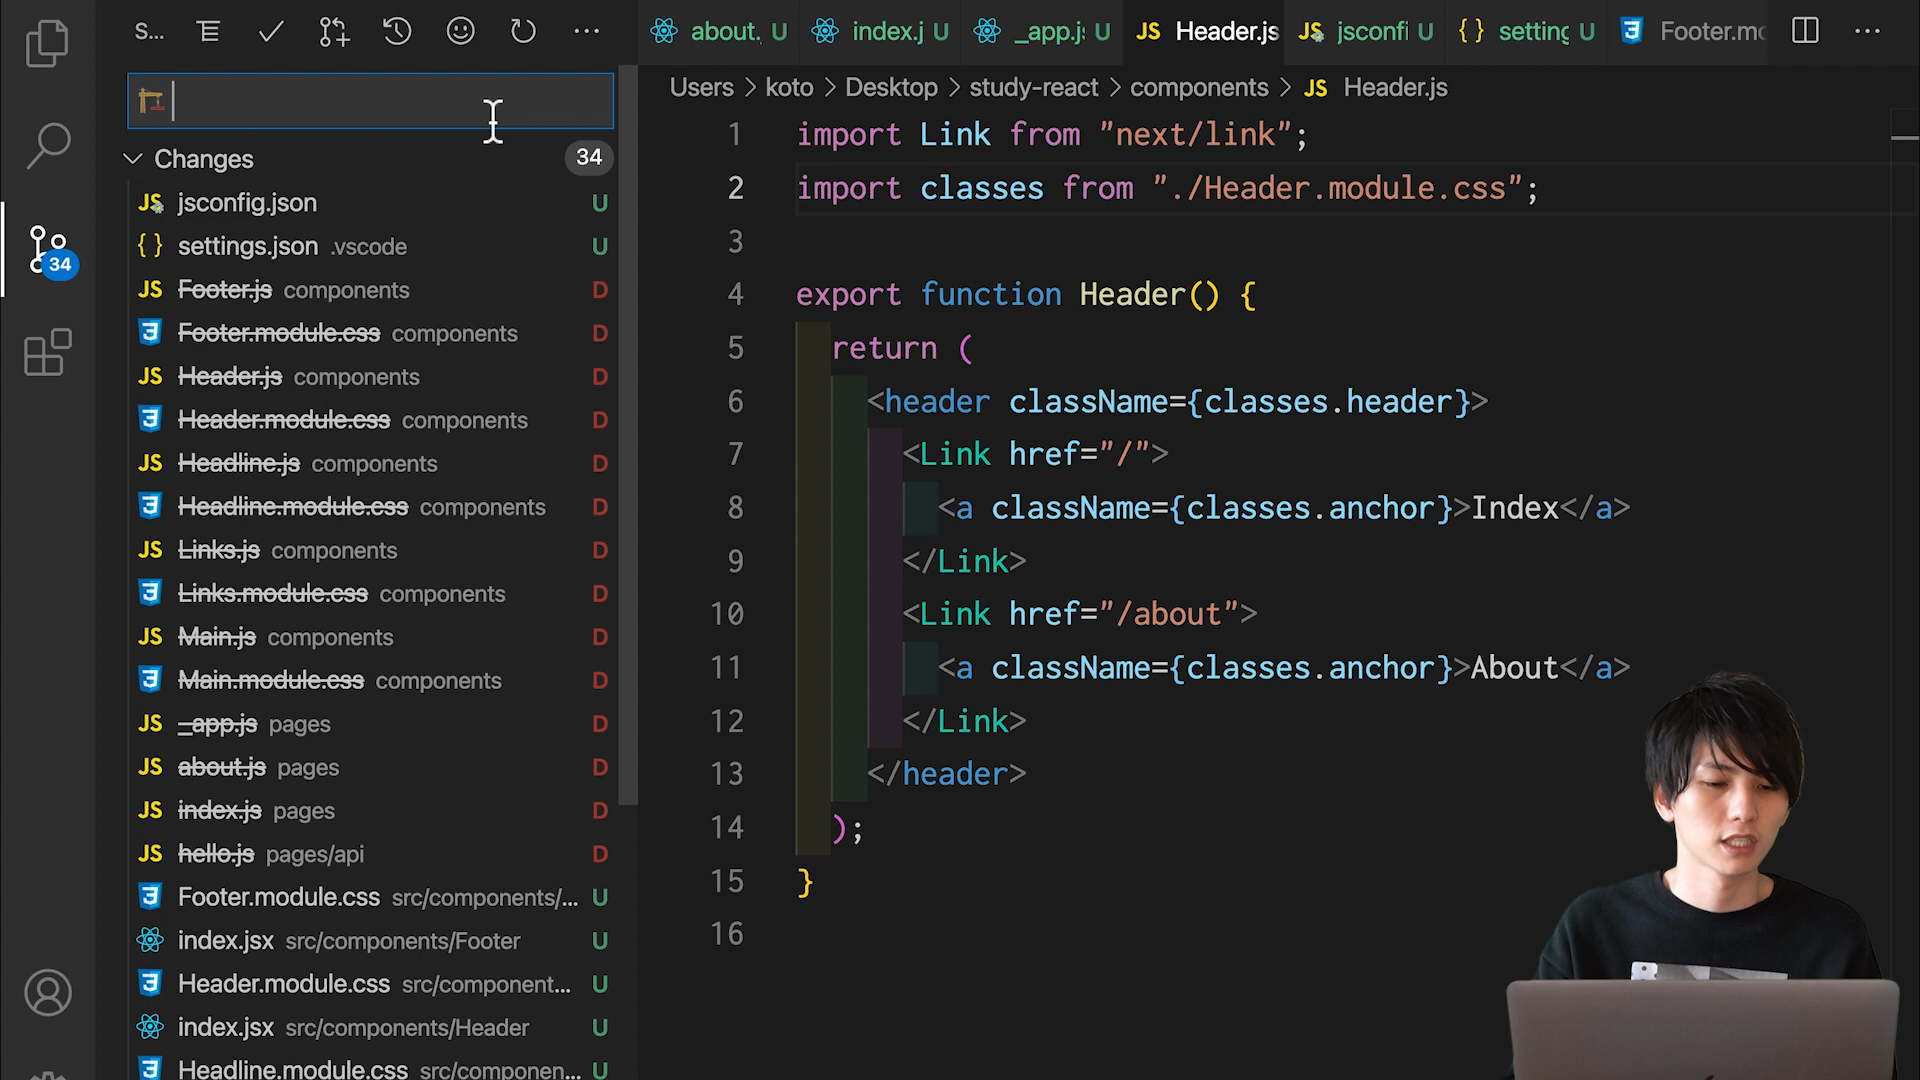 S...
about. U
index.j U
_app.js U
JS Header.js
JS jsconfi U
{} setting U
Footer.mo
Users > koto > Desktop > study-react > components > JS Header.js
Changes 34
34
JS jsconfig.json U
{} settings.json .vscode U
JS Footer.js components D
Footer.module.css components D
JS Header.js components D
Header.module.css components D
JS Headline.js components D
Headline.module.css components D
JS Links.js components D
Links.module.css components D
JS Main.js components D
Main.module.css components D
JS _app.js pages D
JS about.js pages D
JS index.js pages D
JS hello.js pages/api D
Footer.module.css src/components/... U
index.jsx src/components/Footer U
Header.module.css src/component... U
index.jsx src/components/Header U
Headline.module.css src/componen... U
1 import Link from "next/link";
2 import classes from "./Header.module.css";
3
4 export function Header() {
5 return (
6 <header className={classes.header}>
7 <Link href="/">
8 <a className={classes.anchor}>Index</a>
9 </Link>
10 <Link href="/about">
11 <a className={classes.anchor}>About</a>
12 </Link>
13 </header>
14 );
15 }
16